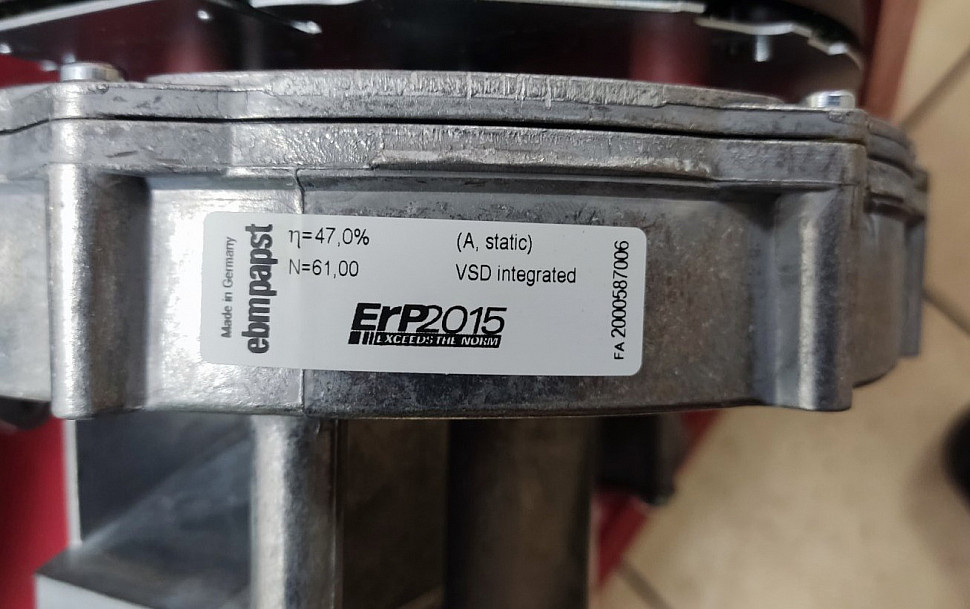 Made in Germany
ebmpapst
η=47,0%
(A, static)
N=61,00
VSD integrated
ErP2015
EXCEEDS THE NORM
FA 2000587006